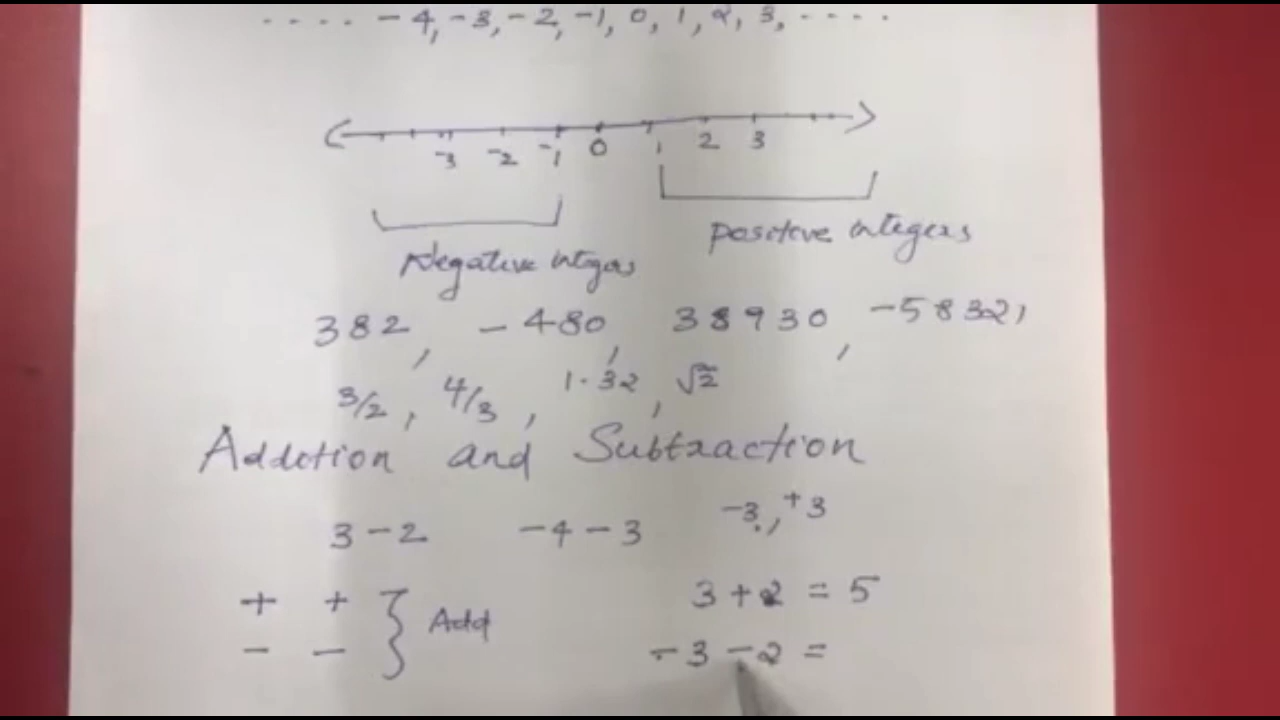 ..... -4, -3, -2, -1, 0, 1, 2, 3, .....
-3 -2 -1 0 1 2 3
positive integers
Negative integers
382, -480, 38930, -58321
3/2, 4/3, 1.32, √2
Addition and Subtraction
-3, +3
3-2 -4-3
3+2 = 5
+ + } Add
- -
-3-2 =